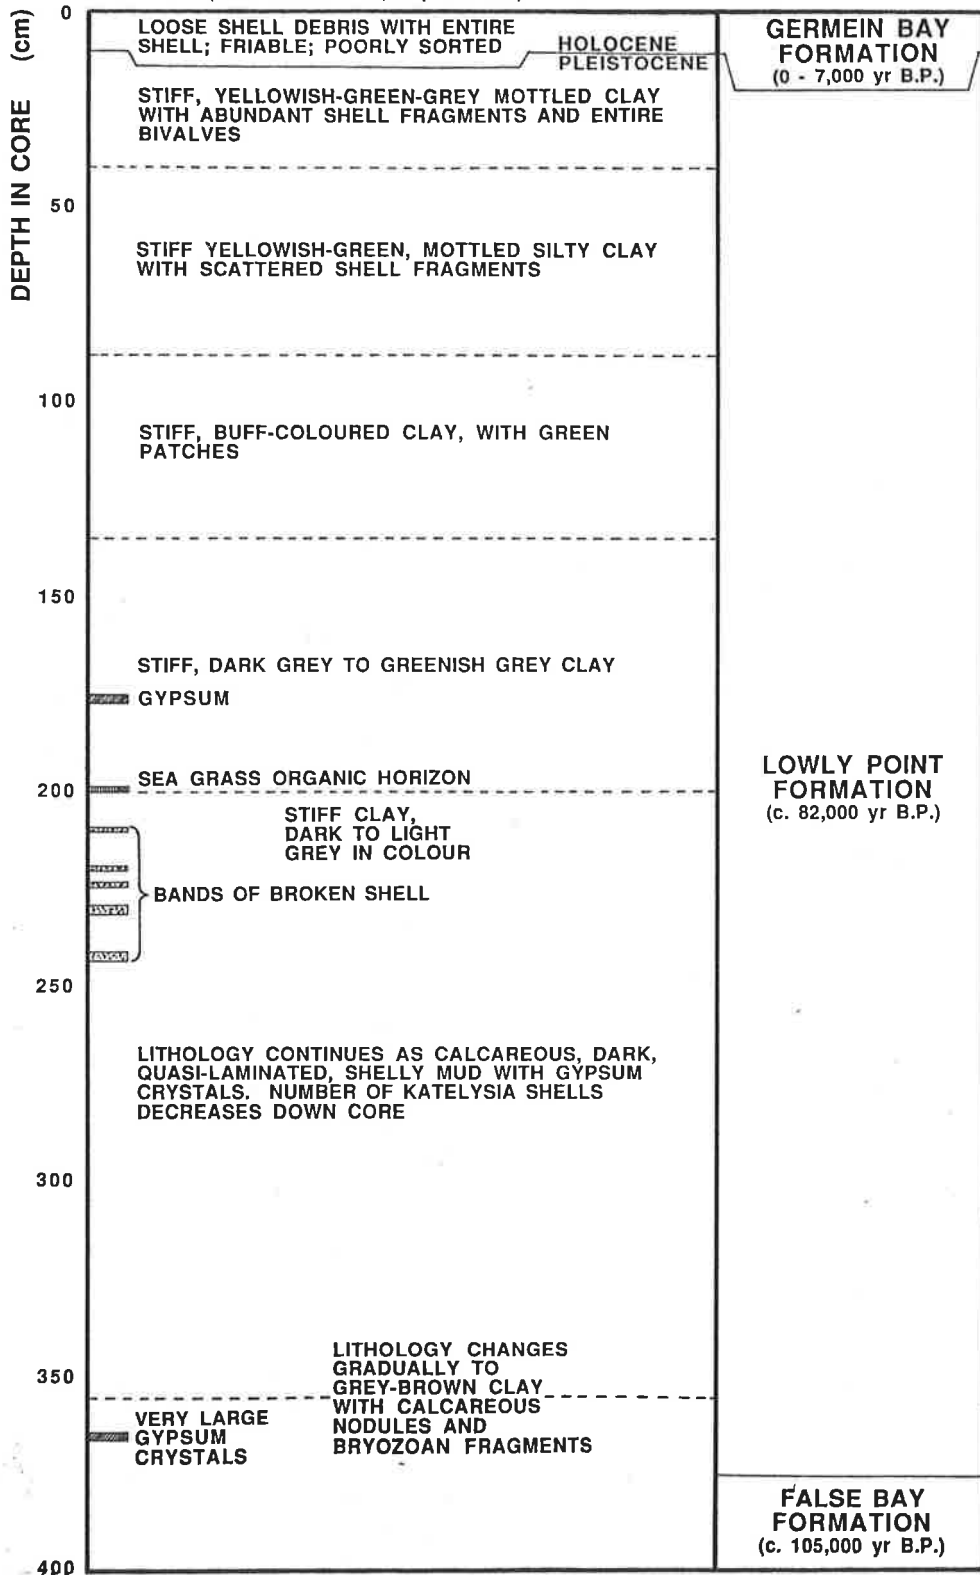 DEPTH IN CORE (cm)
0
50
100
150
200
250
300
350
400
LOOSE SHELL DEBRIS WITH ENTIRE
SHELL; FRIABLE; POORLY SORTED
HOLOCENE
PLEISTOCENE
STIFF, YELLOWISH-GREEN-GREY MOTTLED CLAY
WITH ABUNDANT SHELL FRAGMENTS AND ENTIRE
BIVALVES
STIFF YELLOWISH-GREEN, MOTTLED SILTY CLAY
WITH SCATTERED SHELL FRAGMENTS
STIFF, BUFF-COLOURED CLAY, WITH GREEN
PATCHES
STIFF, DARK GREY TO GREENISH GREY CLAY
GYPSUM
SEA GRASS ORGANIC HORIZON
STIFF CLAY,
DARK TO LIGHT
GREY IN COLOUR
BANDS OF BROKEN SHELL
LITHOLOGY CONTINUES AS CALCAREOUS, DARK,
QUASI-LAMINATED, SHELLY MUD WITH GYPSUM
CRYSTALS. NUMBER OF KATELYSIA SHELLS
DECREASES DOWN CORE
LITHOLOGY CHANGES
GRADUALLY TO
GREY-BROWN CLAY
WITH CALCAREOUS
NODULES AND
BRYOZOAN FRAGMENTS
VERY LARGE
GYPSUM
CRYSTALS
GERMEIN BAY
FORMATION
(0 - 7,000 yr B.P.)
LOWLY POINT
FORMATION
(c. 82,000 yr B.P.)
FALSE BAY
FORMATION
(c. 105,000 yr B.P.)